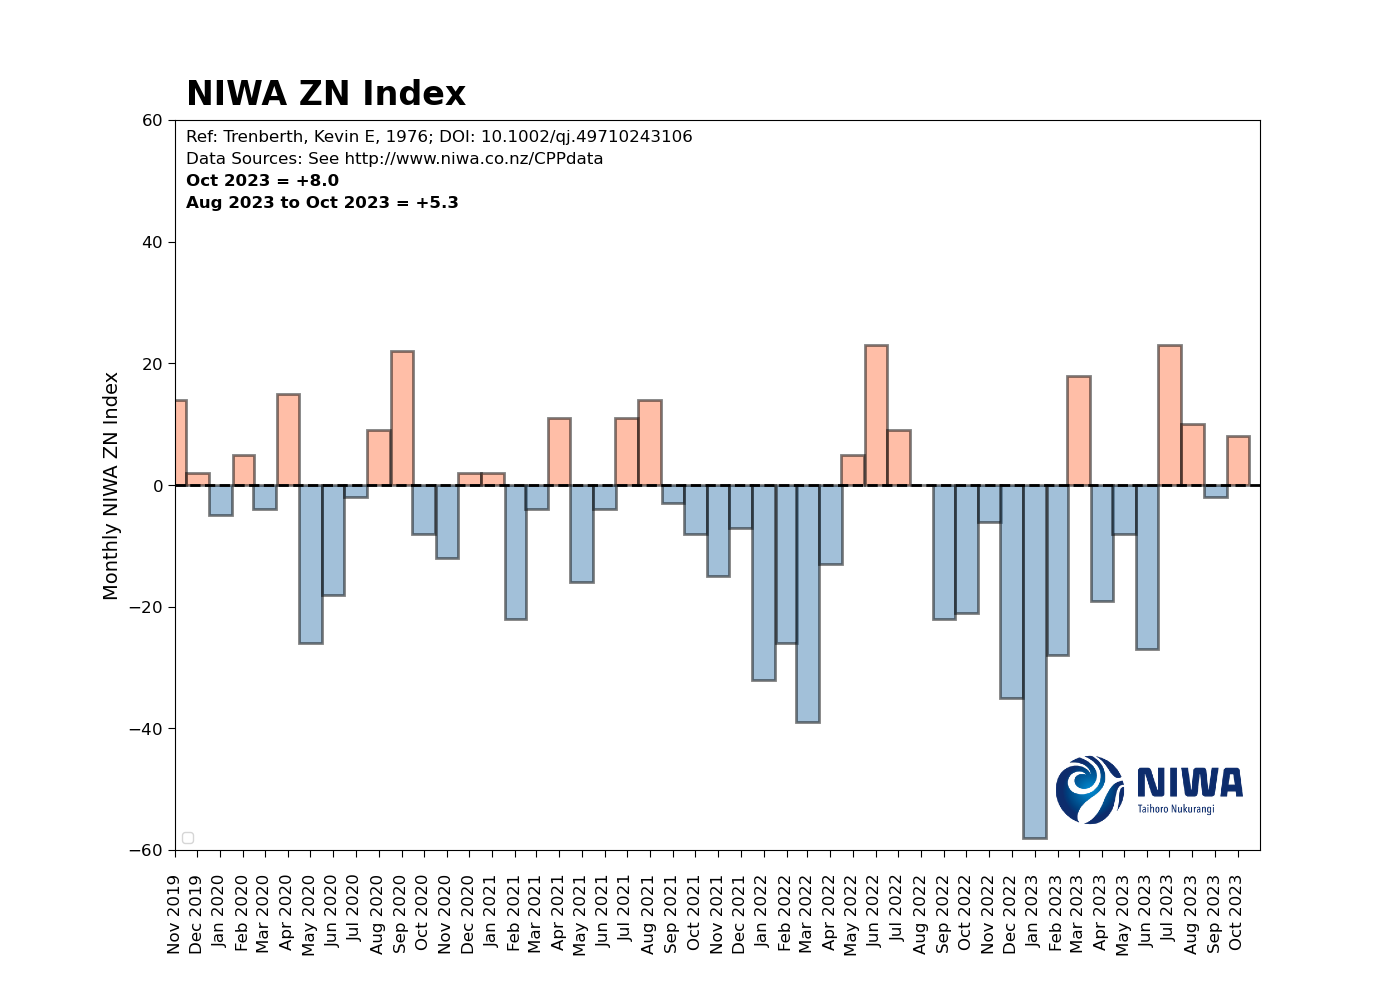 NIWA ZN Index
Ref: Trenberth, Kevin E, 1976; DOI: 10.1002/qj.49710243106
Data Sources: See http://www.niwa.co.nz/CPPdata
Oct 2023 = +8.0
Aug 2023 to Oct 2023 = +5.3
Monthly NIWA ZN Index
60
40
20
0
−20
−40
−60
NIWA
Taihoro Nukurangi
Nov 2019
Dec 2019
Jan 2020
Feb 2020
Mar 2020
Apr 2020
May 2020
Jun 2020
Jul 2020
Aug 2020
Sep 2020
Oct 2020
Nov 2020
Dec 2020
Jan 2021
Feb 2021
Mar 2021
Apr 2021
May 2021
Jun 2021
Jul 2021
Aug 2021
Sep 2021
Oct 2021
Nov 2021
Dec 2021
Jan 2022
Feb 2022
Mar 2022
Apr 2022
May 2022
Jun 2022
Jul 2022
Aug 2022
Sep 2022
Oct 2022
Nov 2022
Dec 2022
Jan 2023
Feb 2023
Mar 2023
Apr 2023
May 2023
Jun 2023
Jul 2023
Aug 2023
Sep 2023
Oct 2023